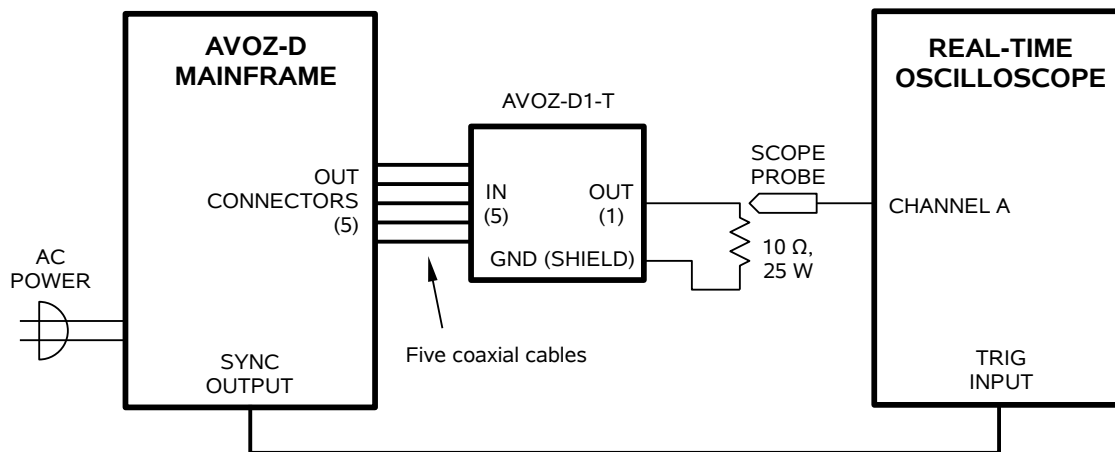 AVOZ-D
MAINFRAME
OUT
CONNECTORS
(5)
AC
POWER
SYNC
OUTPUT
AVOZ-D1-T
IN
(5)
OUT
(1)
GND (SHIELD)
Five coaxial cables
SCOPE
PROBE
10 Ω,
25 W
REAL-TIME
OSCILLOSCOPE
CHANNEL A
TRIG
INPUT